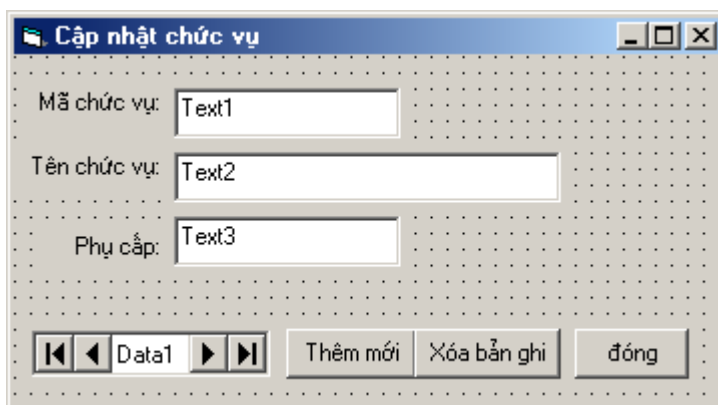 Cập nhật chức vụ
Mã chức vụ: Text1
Tên chức vụ: Text2
Phụ cấp: Text3
Data1 Thêm mới Xóa bản ghi đóng